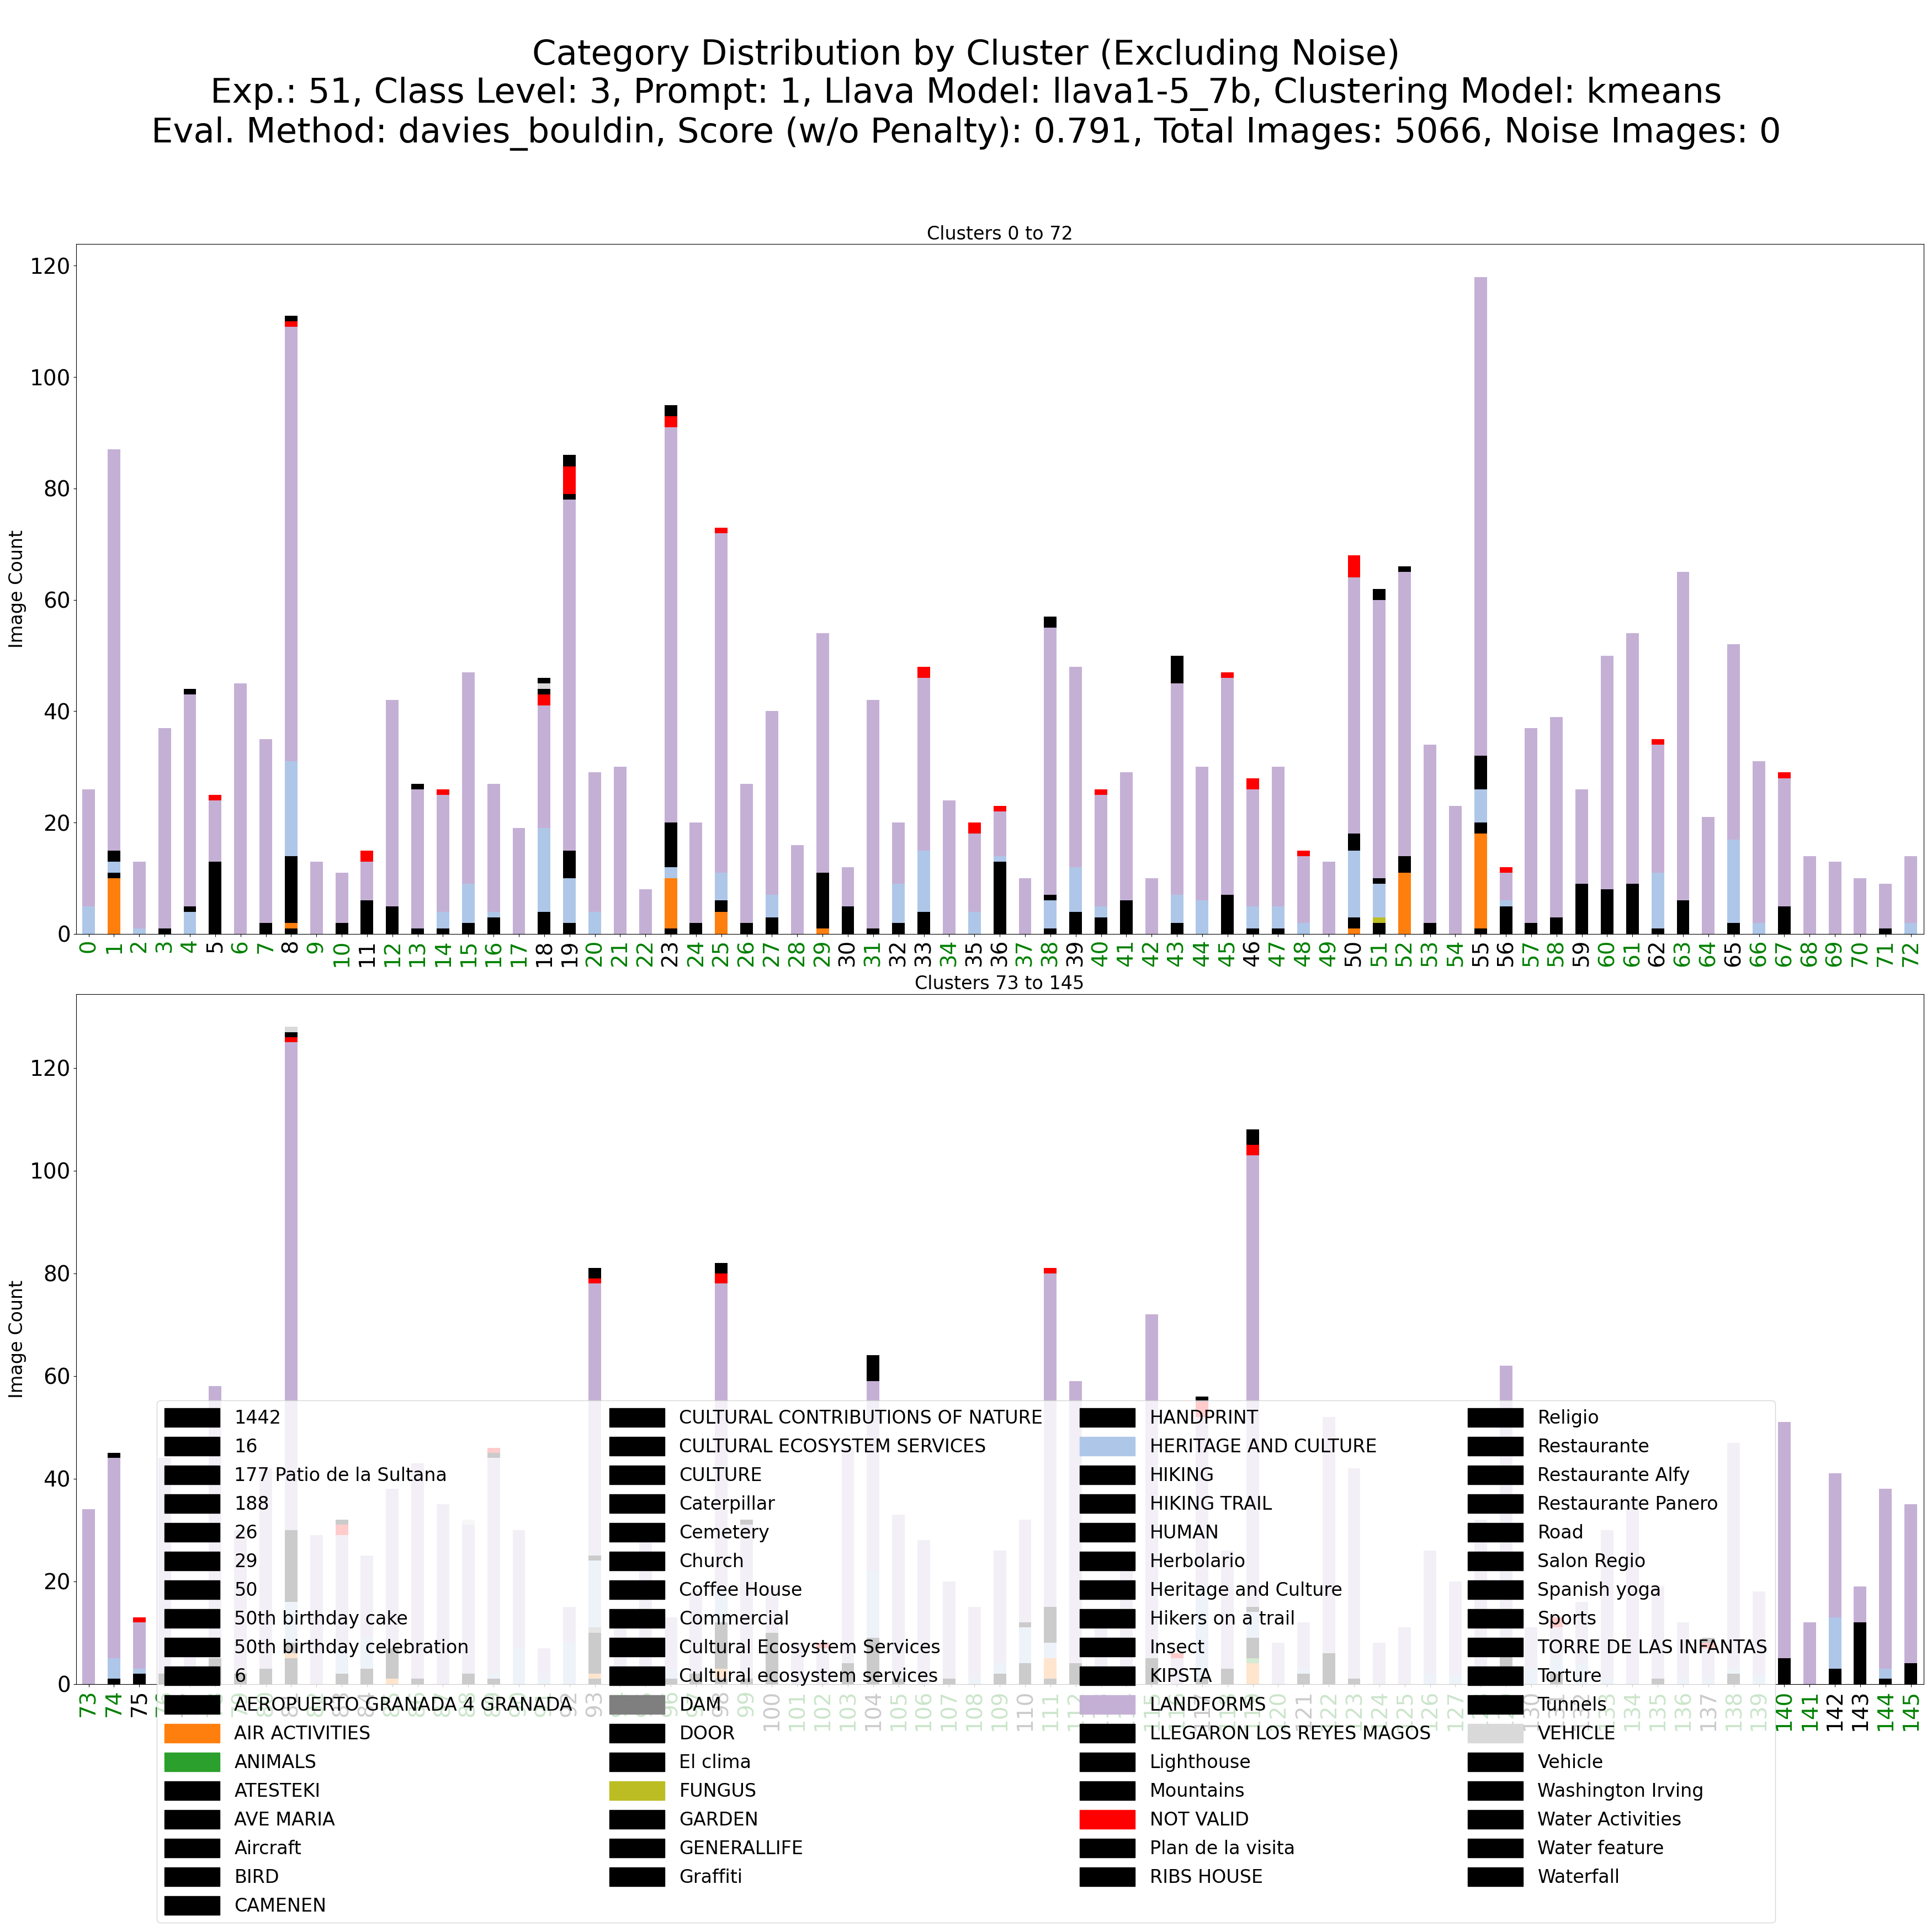 Category Distribution by Cluster (Excluding Noise)
Exp.: 51, Class Level: 3, Prompt: 1, Llava Model: llava1-5_7b, Clustering Model: kmeans
Eval. Method: davies_bouldin, Score (w/o Penalty): 0.791, Total Images: 5066, Noise Images: 0
Clusters 0 to 72
120
100
80
60
40
20
0
Image Count
0 1 2 3 4 5 6 7 8 9 10 11 12 13 14 15 16 17 18 19 20 21 22 23 24 25 26 27 28 29 30 31 32 33 34 35 36 37 38 39 40 41 42 43 44 45 46 47 48 49 50 51 52 53 54 55 56 57 58 59 60 61 62 63 64 65 66 67 68 69 70 71 72
Clusters 73 to 145
120
100
80
60
40
20
0
Image Count
73 74 75 93 100 101 102 103 104 105 106 107 108 109 110 111 122 123 124 125 126 127 133 134 135 136 137 138 139 140 141 142 143 144 145
1442
16
177 Patio de la Sultana
188
26
29
50
50th birthday cake
50th birthday celebration
6
AEROPUERTO GRANADA 4 GRANADA
AIR ACTIVITIES
ANIMALS
ATESTEKI
AVE MARIA
Aircraft
BIRD
CAMENEN
CULTURAL CONTRIBUTIONS OF NATURE
CULTURAL ECOSYSTEM SERVICES
CULTURE
Caterpillar
Cemetery
Church
Coffee House
Commercial
Cultural Ecosystem Services
Cultural ecosystem services
DAM
DOOR
El clima
FUNGUS
GARDEN
GENERALLIFE
Graffiti
HANDPRINT
HERITAGE AND CULTURE
HIKING
HIKING TRAIL
HUMAN
Herbolario
Heritage and Culture
Hikers on a trail
Insect
KIPSTA
LANDFORMS
LLEGARON LOS REYES MAGOS
Lighthouse
Mountains
NOT VALID
Plan de la visita
RIBS HOUSE
Religio
Restaurante
Restaurante Alfy
Restaurante Panero
Road
Salon Regio
Spanish yoga
Sports
TORRE DE LAS INFANTAS
Torture
Tunnels
VEHICLE
Vehicle
Washington Irving
Water Activities
Water feature
Waterfall